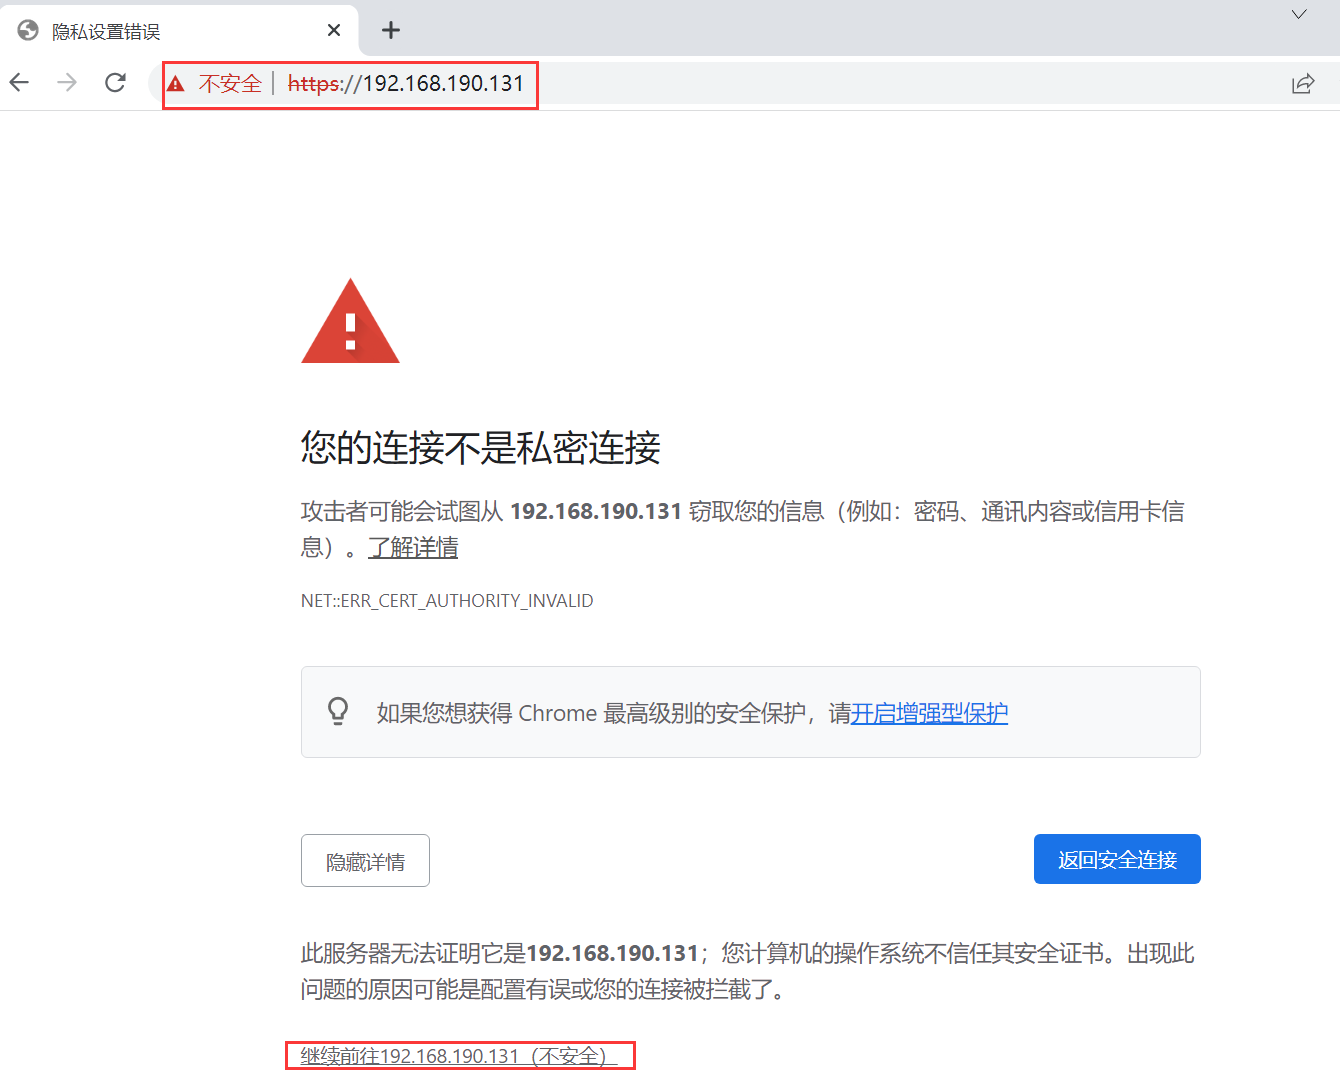 隐私设置错误
不安全 | https://192.168.190.131
您的连接不是私密连接
攻击者可能会试图从 192.168.190.131 窃取您的信息（例如：密码、通讯内容或信用卡信
息）。了解详情
NET::ERR_CERT_AUTHORITY_INVALID
如果您想获得 Chrome 最高级别的安全保护，请开启增强型保护
隐藏详情
返回安全连接
此服务器无法证明它是192.168.190.131；您计算机的操作系统不信任其安全证书。出现此
问题的原因可能是配置有误或您的连接被拦截了。
继续前往192.168.190.131（不安全）